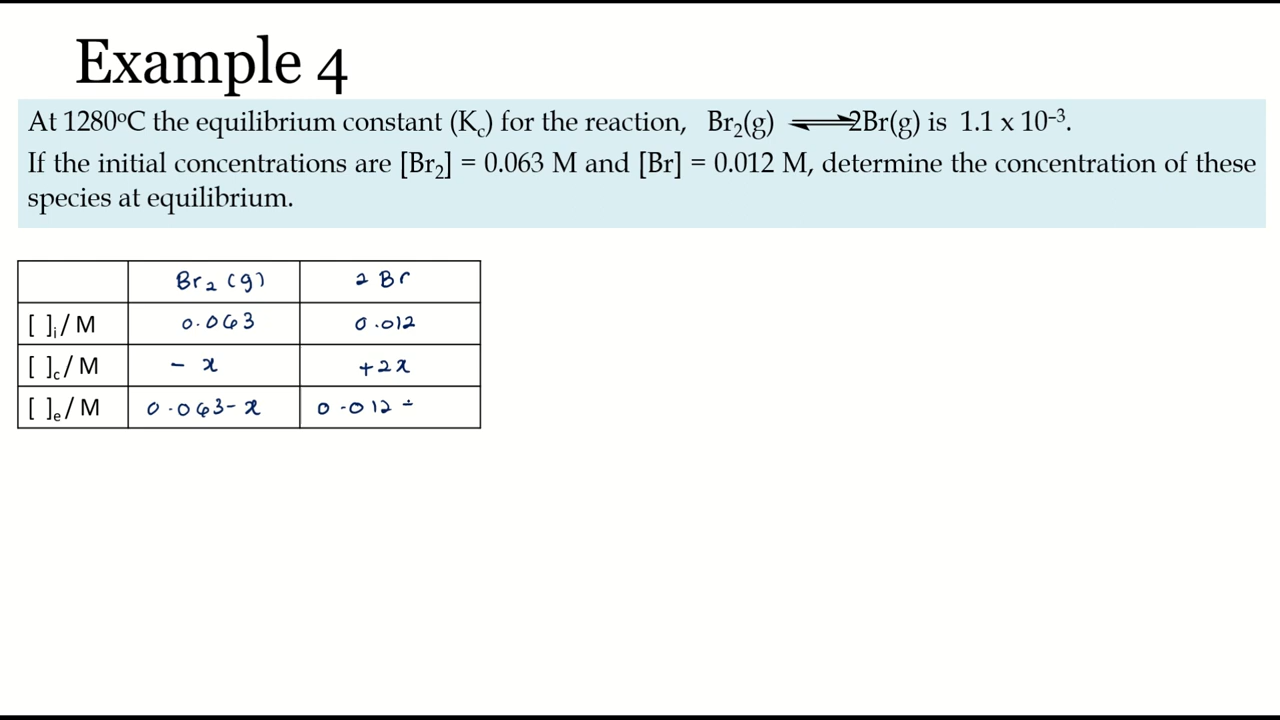 Example 4
At 1280ºC the equilibrium constant (Kc) for the reaction, Br₂(g) ⇌ 2Br(g) is 1.1 x 10⁻³.
If the initial concentrations are [Br₂] = 0.063 M and [Br] = 0.012 M, determine the concentration of these
species at equilibrium.
Br₂ (g) 2 Br
[ ]ᵢ/ M 0.063 0.012
[ ]c/ M - x +2x
[ ]ₑ/ M 0.063-x 0.012